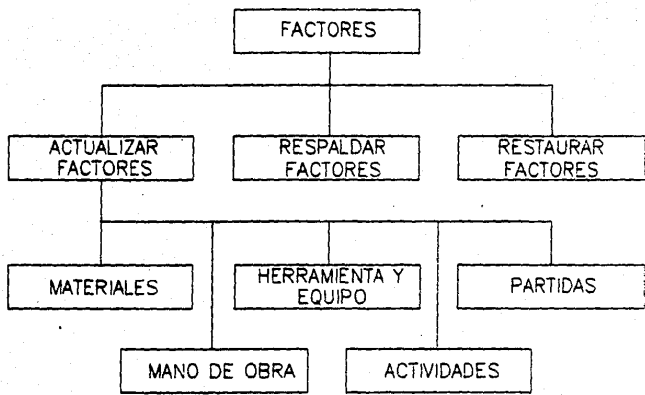 FACTORES
ACTUALIZAR
FACTORES
RESPALDAR
FACTORES
RESTAURAR
FACTORES
MATERIALES
HERRAMIENTA Y
EQUIPO
PARTIDAS
MANO DE OBRA
ACTIVIDADES